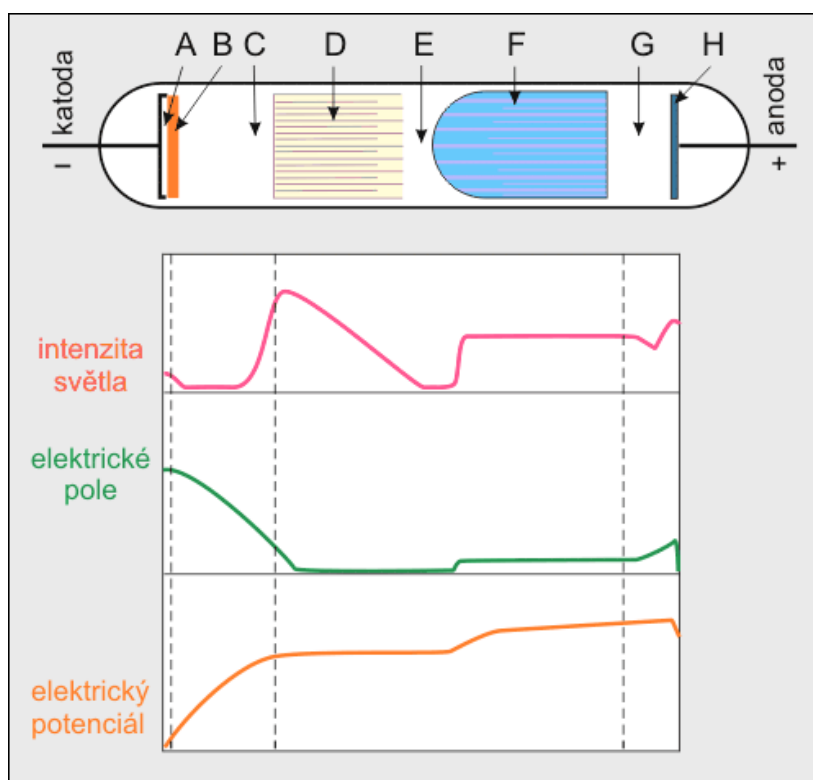 A B C D E F G H
katoda
–
anoda
+
intenzita
světla
elektrické
pole
elektrický
potenciál